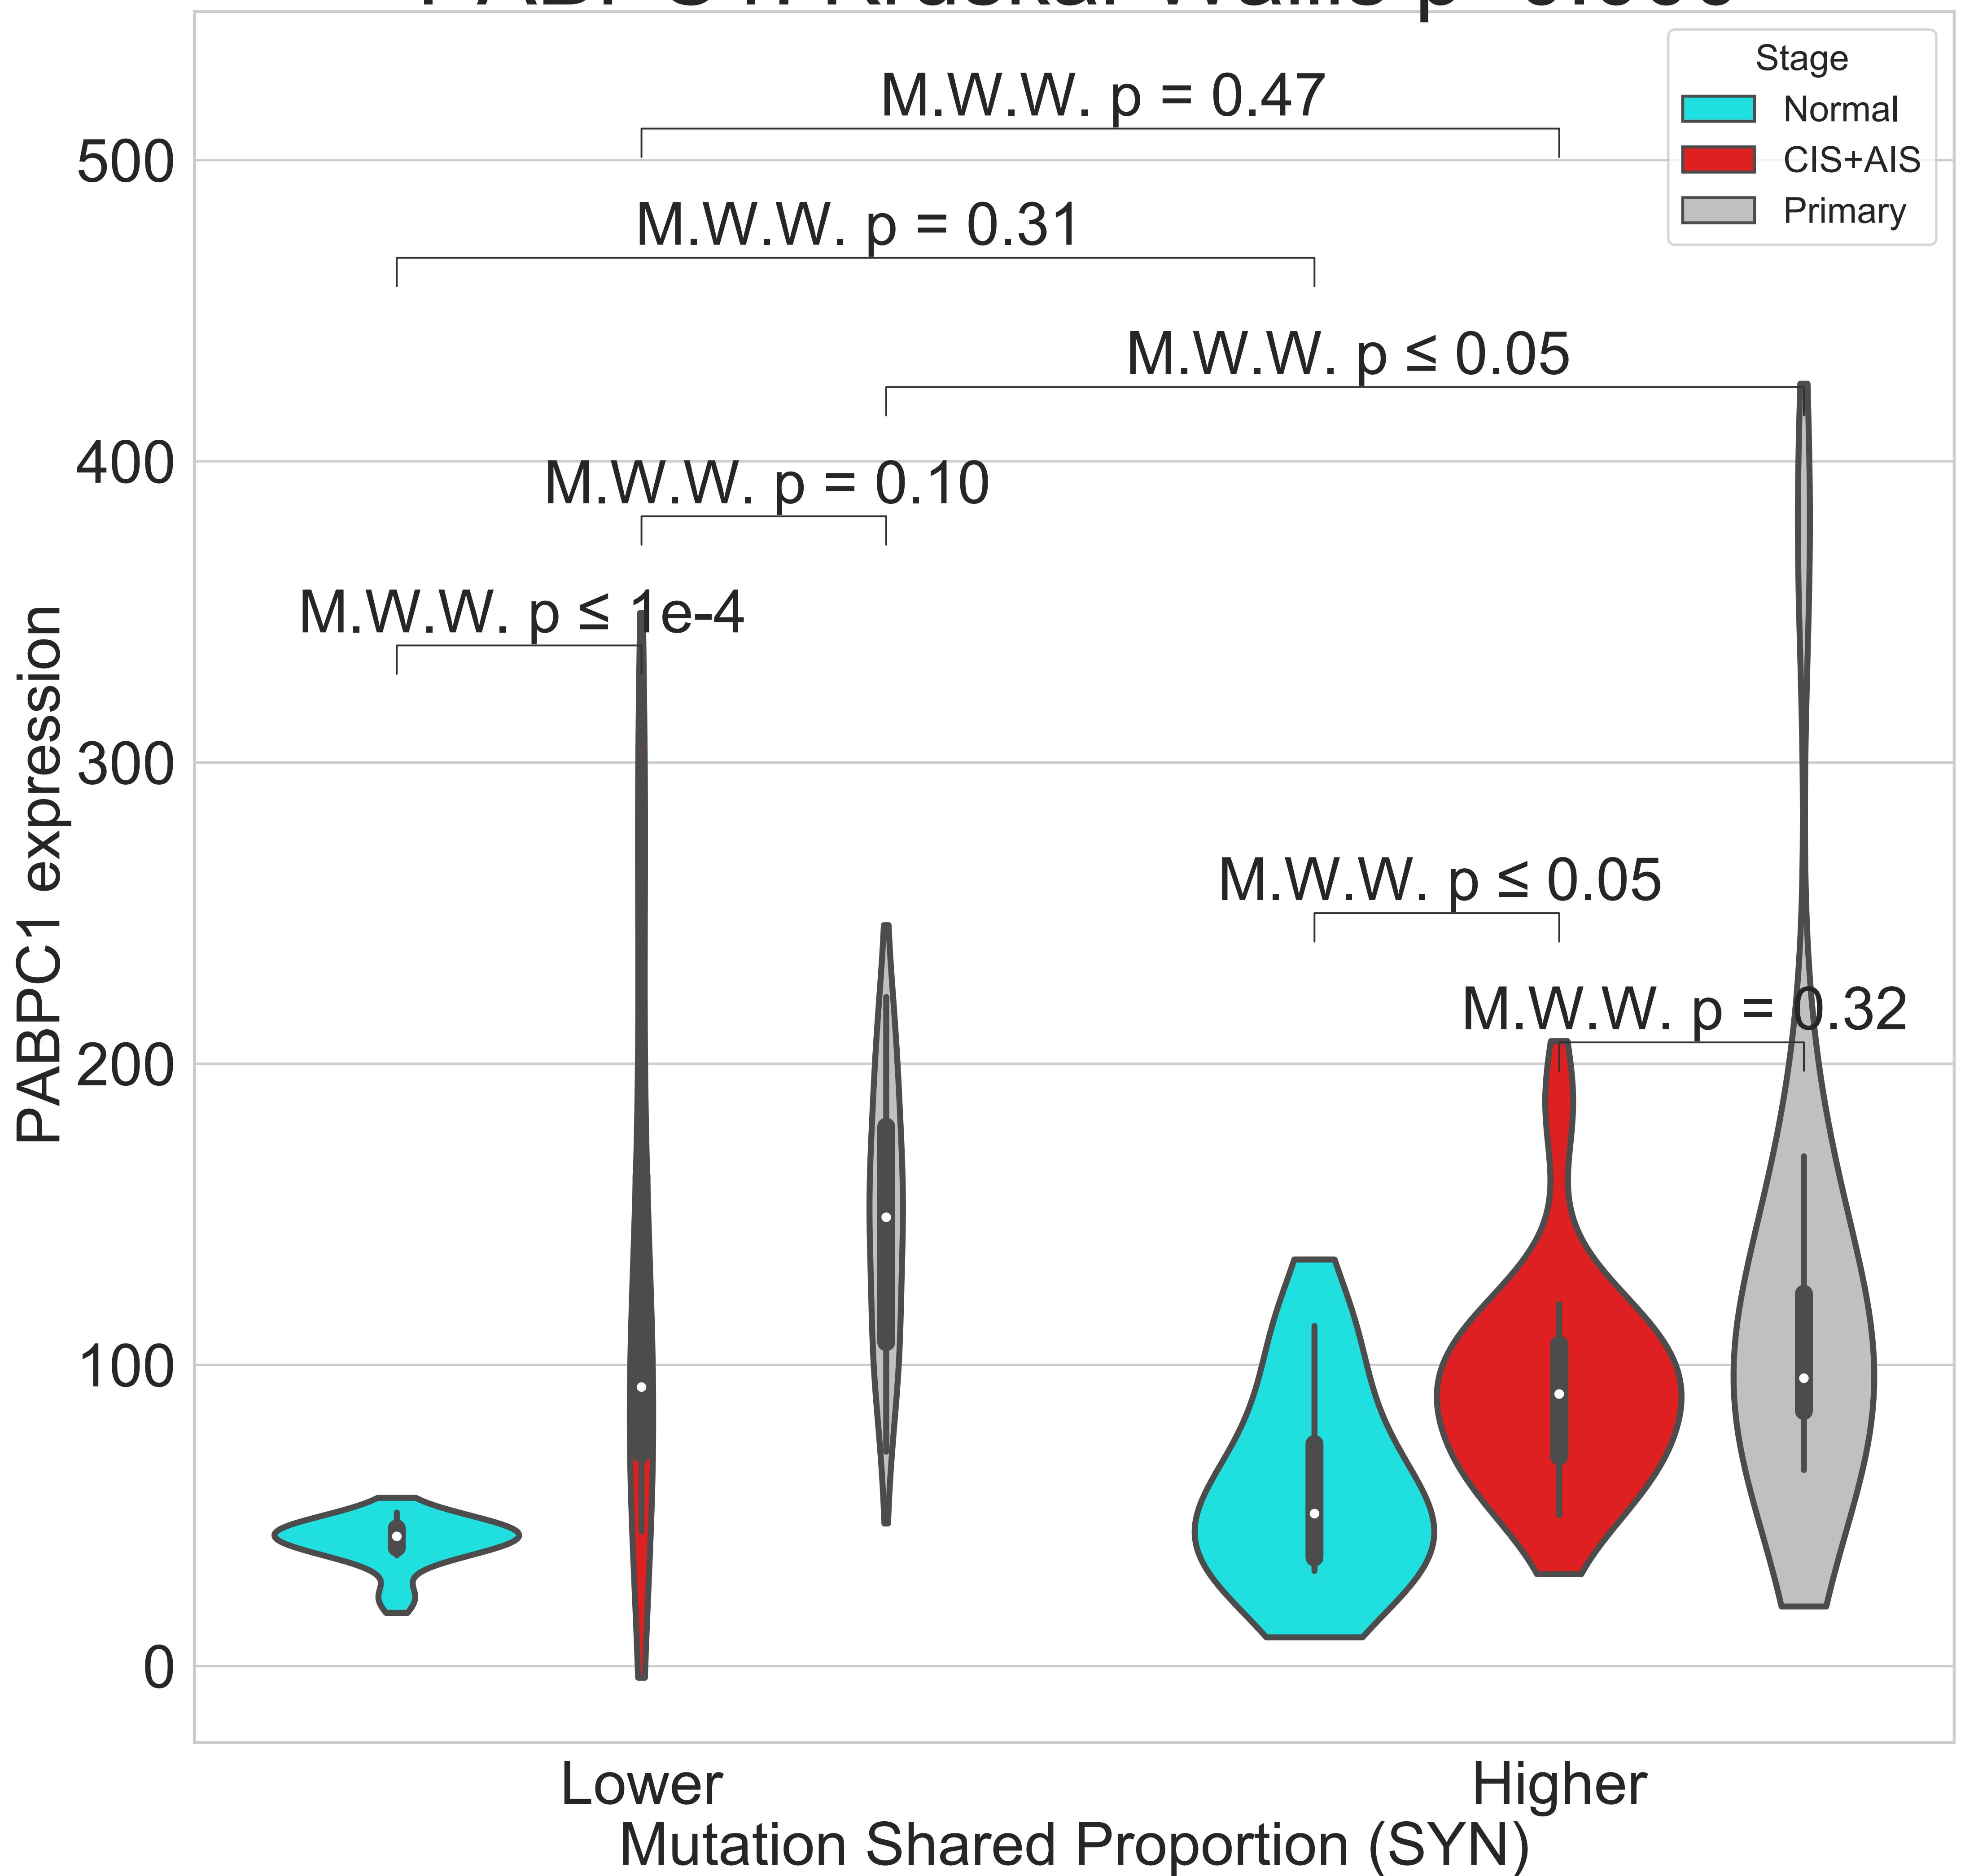 Stage
Normal
CIS+AIS
Primary
M.W.W. p = 0.47
M.W.W. p = 0.31
M.W.W. p ≤ 0.05
M.W.W. p = 0.10
M.W.W. p ≤ 1e-4
M.W.W. p ≤ 0.05
M.W.W. p = 0.32
500
400
300
200
100
0
PABPC1 expression
Lower
Higher
Mutation Shared Proportion (SYN)